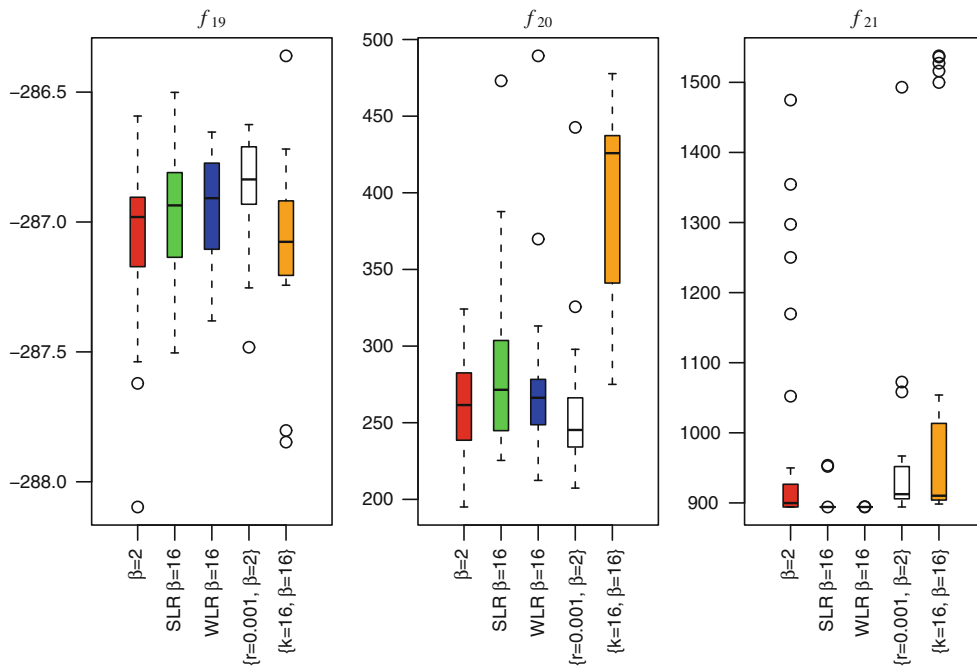 f19
−286.5
−287.0
−287.5
−288.0
β=2
SLR β=16
WLR β=16
{r=0.001, β=2}
{k=16, β=16}
f20
500
450
400
350
300
250
200
β=2
SLR β=16
WLR β=16
{r=0.001, β=2}
{k=16, β=16}
f21
1500
1400
1300
1200
1100
1000
900
β=2
SLR β=16
WLR β=16
{r=0.001, β=2}
{k=16, β=16}